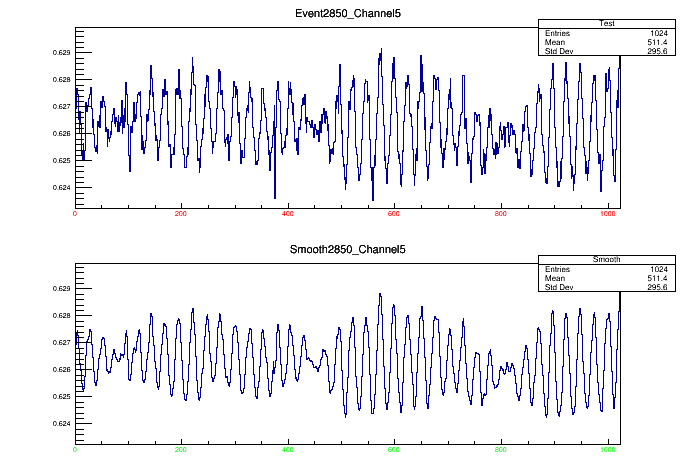 Event2850_Channel5
Test
Entries 1024
Mean 511.4
Std Dev 295.6
0.629
0.628
0.627
0.626
0.625
0.624
0 200 400 600 800 1000
Smooth2850_Channel5
Smooth
Entries 1024
Mean 511.4
Std Dev 295.6
0.629
0.628
0.627
0.626
0.625
0.624
0 200 400 600 800 1000